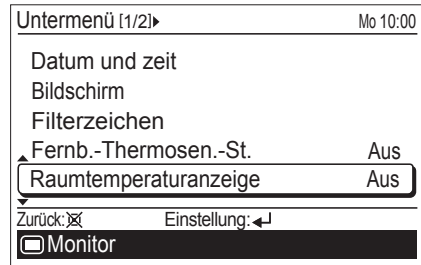 Untermenü [1/2]▸ Mo 10:00
Datum und zeit
Bildschirm
Filterzeichen
Fernb.-Thermosen.-St. Aus
Raumtemperaturanzeige Aus
Zurück: Einstellung:
Monitor